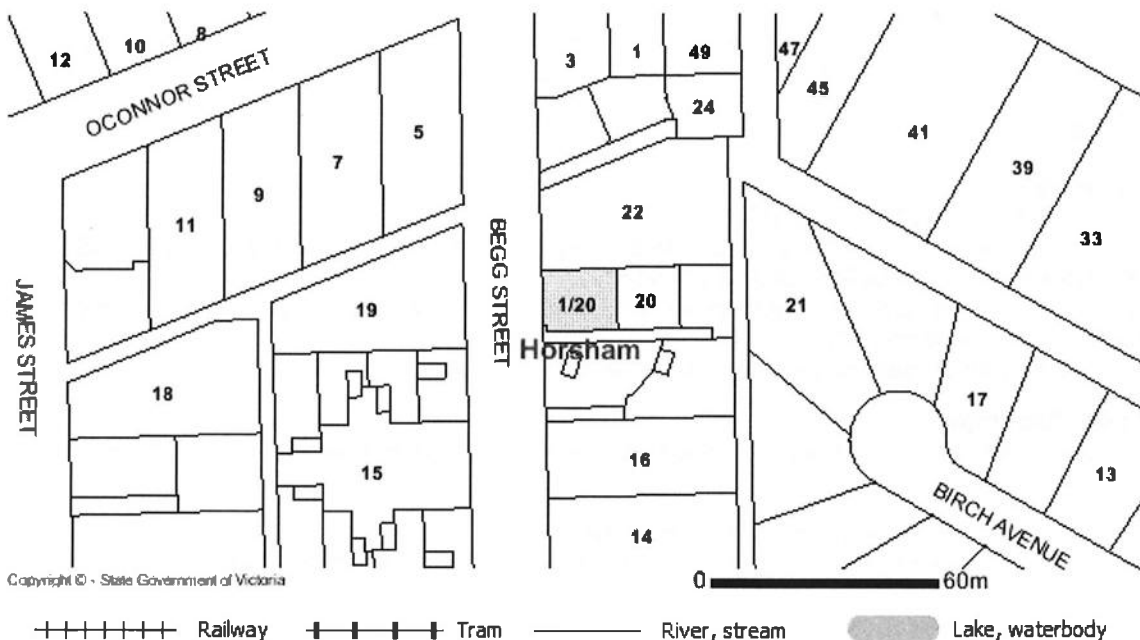 12 10 8 3 1 49 47
OCONNOR STREET 5 24 45 41
11 9 7 39
22 33
JAMES STREET 19 BEGG STREET 1/20 20 21
Horsham
18 17
15 16 13
14 BIRCH AVENUE
Copyright © - State Government of Victoria
0 60m
Railway Tram River, stream Lake, waterbody